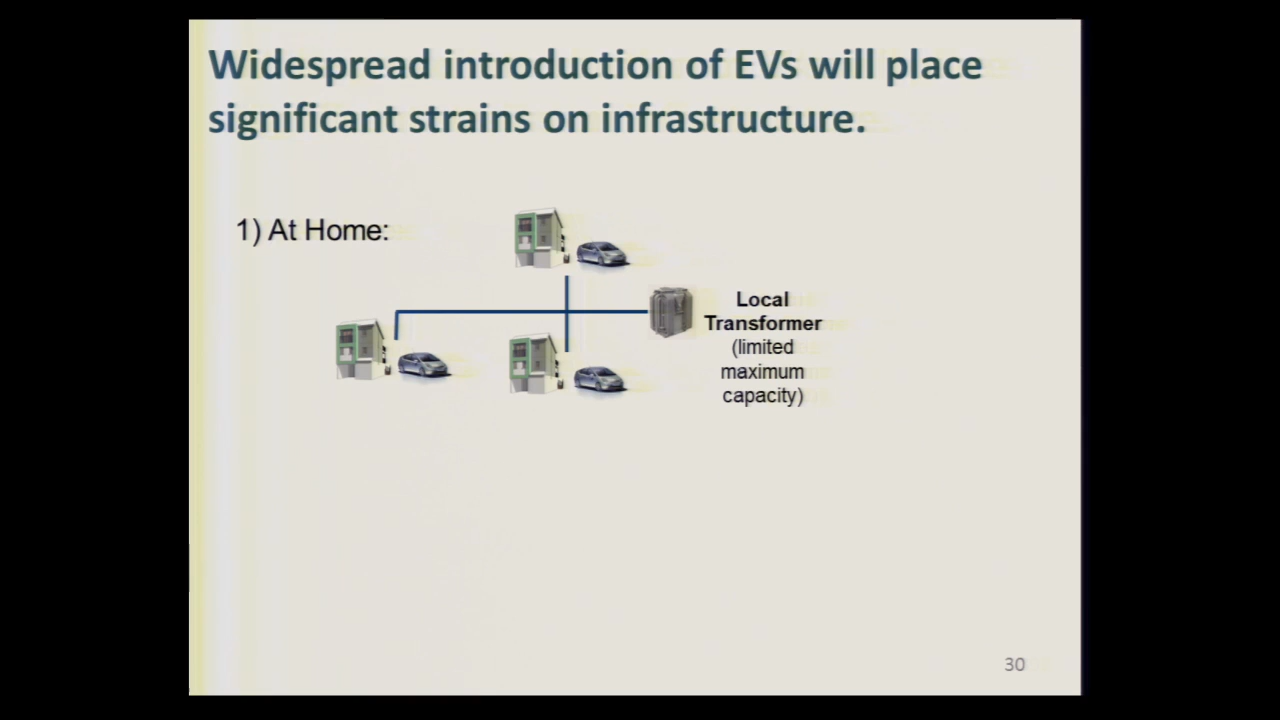 Widespread introduction of EVs will place
significant strains on infrastructure.
1) At Home:
Local
Transformer
(limited
maximum
capacity)
30